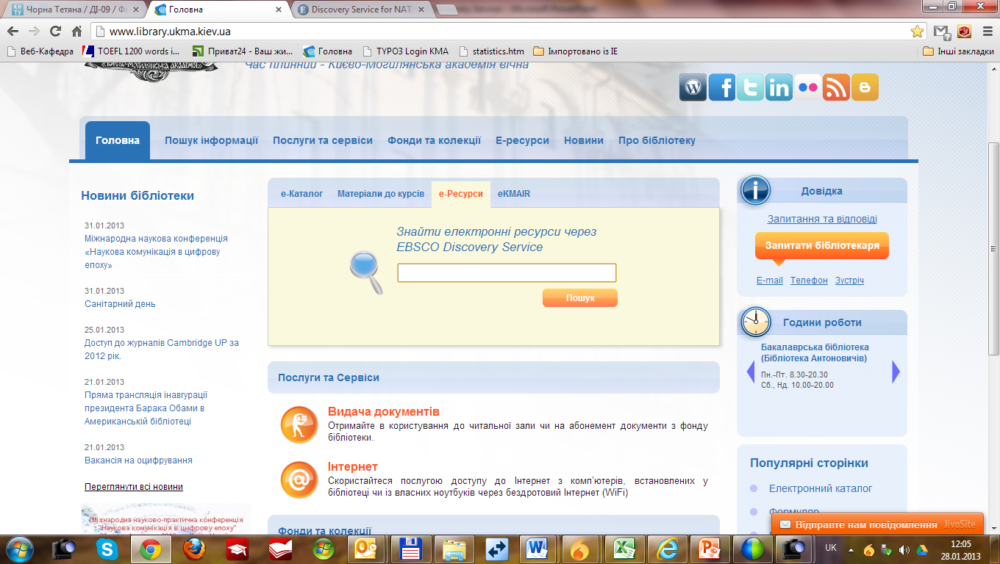 Чорна Тетяна / ДІ-09 / Ф
Головна
Discovery Service for NAT
www.library.ukma.kiev.ua
Веб-Кафедра
TOEFL 1200 words i...
Приват24 - Ваш жи...
Головна
TYPO3 Login KMA
statistics.htm
Імпортовано із IE
Інші закладки
КИЄВО-МОГИЛЯНСЬКА АКАДЕМІЯ
Час плинний - Києво-Могилянська академія вічна
Головна
Пошук інформації
Послуги та сервіси
Фонди та колекції
Е-ресурси
Новини
Про бібліотеку
Новини бібліотеки
31.01.2013
Міжнародна наукова конференція
«Наукова комунікація в цифрову
епоху»
31.01.2013
Санітарний день
25.01.2013
Доступ до журналів Cambridge UP за
2012 рік.
21.01.2013
Пряма трансляція інавгурації
президента Барака Обами в
Американській бібліотеці
21.01.2013
Вакансія на оцифрування
Переглянути всі новини
Міжнародна науково-практична конференція
"Наукова комунікація в цифрову епоху"
е-Каталог
Матеріали до курсів
е-Ресурси
eKMAIR
Знайти електронні ресурси через
EBSCO Discovery Service
Пошук
Послуги та Сервіси
Видача документів
Отримайте в користування до читальної зали чи на абонемент документи з фонду
бібліотеки.
Інтернет
Скористайтеся послугою доступу до Інтернет з комп'ютерів, встановлених у
бібліотеці чи із власних ноутбуків через бездротовий Інтернет (WiFi)
Фонди та колекції
Довідка
Запитання та відповіді
Запитати бібліотекаря
E-mail
Телефон
Зустріч
Години роботи
Бакалаврська бібліотека
(Бібліотека Антоновичів)
Пн.-Пт. 8.30-20.30
Сб., Нд. 10.00-20.00
Популярні сторінки
Електронний каталог
Формуляр
Відправте нам повідомлення
JivoSite
UK
12:05
28.01.2013